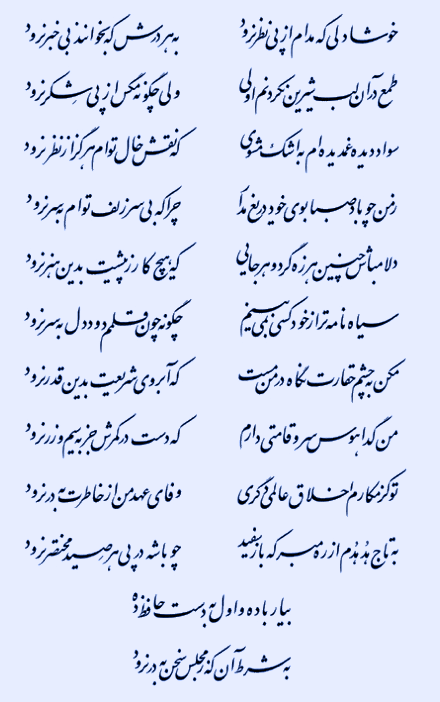 خوشا دلی که مدام از پی نظر نرود به هر درش که بخوانند بی خبر نرود
طمع در آن لب شیرین نکردنم اولی ولی چگونه مگس از پی شکر نرود
سواد دیده غمدیده‌ام به اشک مشوی که نقش خال توام هرگز از نظر نرود
ز من چو باد صبا بوی خود دریغ مدار چرا که بی سر زلف توام به سر نرود
دلا مباش چنین هرزه گرد و هرجایی که هیچ کار ز پیشت بدین هنر نرود
سیاه نامه‌تر از خود کسی نمی‌بینم چگونه چون قلمم دود دل به سر نرود
مکن به چشم حقارت نگاه در من مست که آبروی شریعت بدین قدر نرود
من گدا هوس سروقامتی دارم که دست در کمرش جز به سیم و زر نرود
تو کز مکارم اخلاق عالمی دگری وفای عهد من از خاطرت به درنرود
به تاج هدهدم از ره مبر که باز سفید چو باشه در پی هر صید مختصر نرود
بیار باده و اول به دست حافظ ده
به شرط آن که ز مجلس سخن به درنرود